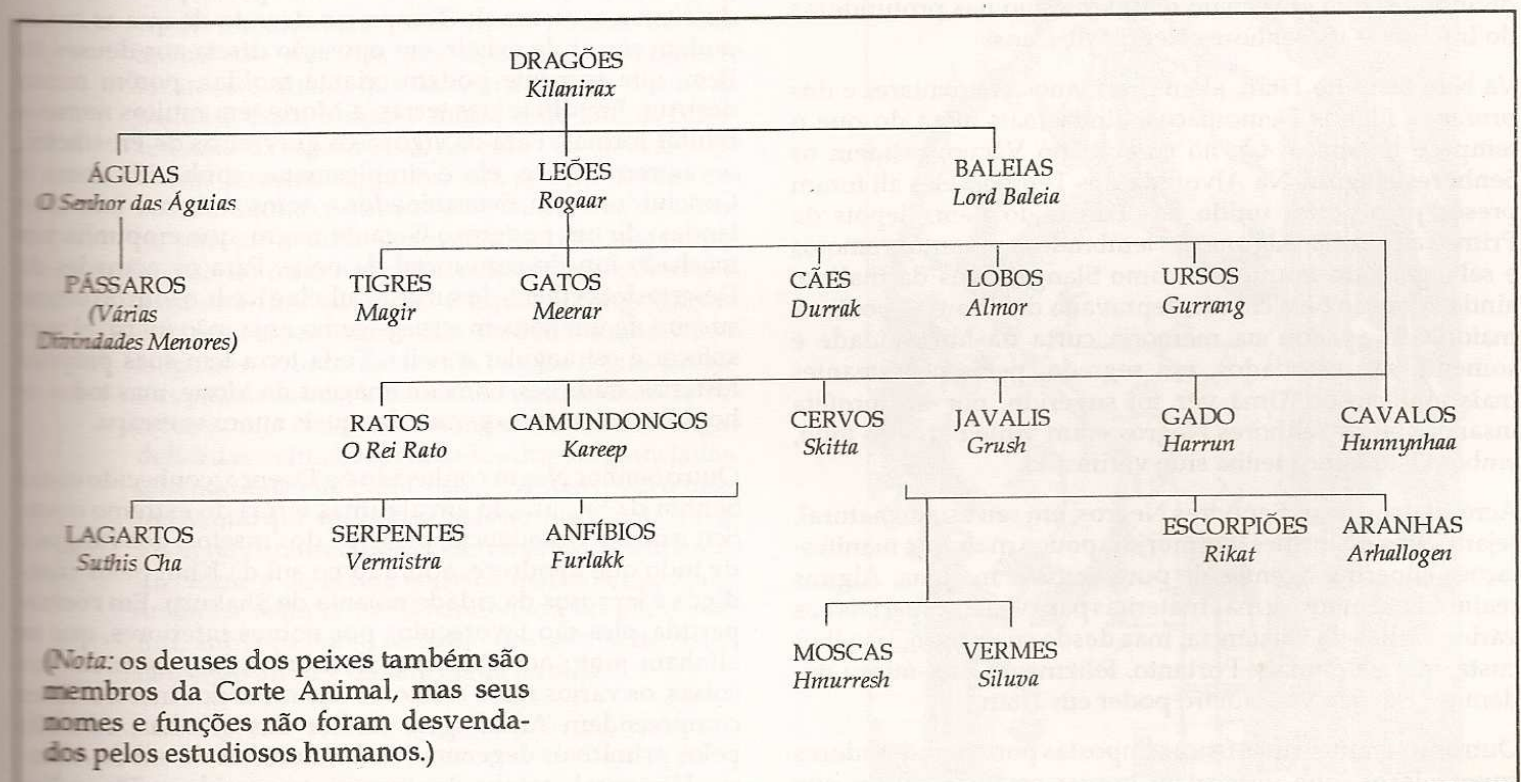 DRAGÕES
Kilanirax
ÁGUIAS
O Senhor das Águias
LEÕES
Rogaar
BALEIAS
Lord Baleia
PÁSSAROS
(Várias
Divindades Menores)
TIGRES
Magir
GATOS
Meerar
CÃES
Durrak
LOBOS
Almor
URSOS
Gurrang
RATOS
O Rei Rato
CAMUNDONGOS
Kareep
CERVOS
Skitta
JAVALIS
Grush
GADO
Harrun
CAVALOS
Hunnynhaa
LAGARTOS
Suthis Cha
SERPENTES
Vermistra
ANFÍBIOS
Furlakk
ESCORPIÕES
Rikat
ARANHAS
Arhallogen
MOSCAS
Hmurresh
VERMES
Siluva
(Nota: os deuses dos peixes também são
membros da Corte Animal, mas seus
nomes e funções não foram desvenda-
dos pelos estudiosos humanos.)